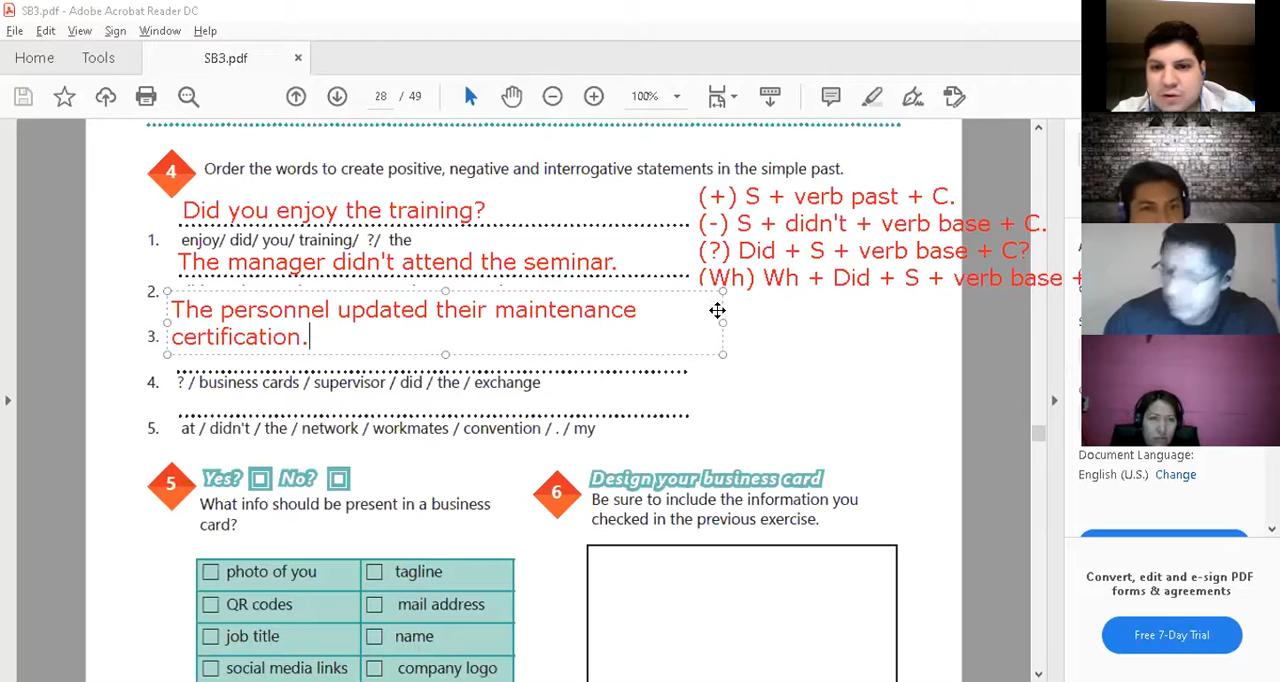 SB3.pdf - Adobe Acrobat Reader DC
File Edit View Sign Window Help
Home Tools SB3.pdf ×
28 / 49 100%
4 Order the words to create positive, negative and interrogative statements in the simple past.
(+) S + verb past + C.
Did you enjoy the training?
(-) S + didn't + verb base + C.
1. enjoy/ did/ you/ training/ ?/ the
(?) Did + S + verb base + C?
The manager didn't attend the seminar.
(Wh) Wh + Did + S + verb base +
2.
The personnel updated their maintenance
certification.
3.
4. ? / business cards / supervisor / did / the / exchange
5. at / didn't / the / network / workmates / convention / . / my
5 Yes? No?
What info should be present in a business
card?
photo of you tagline
QR codes mail address
job title name
social media links company logo
6 Design your business card
Be sure to include the information you
checked in the previous exercise.
Document Language:
English (U.S.) Change
Convert, edit and e-sign PDF
forms & agreements
Free 7-Day Trial